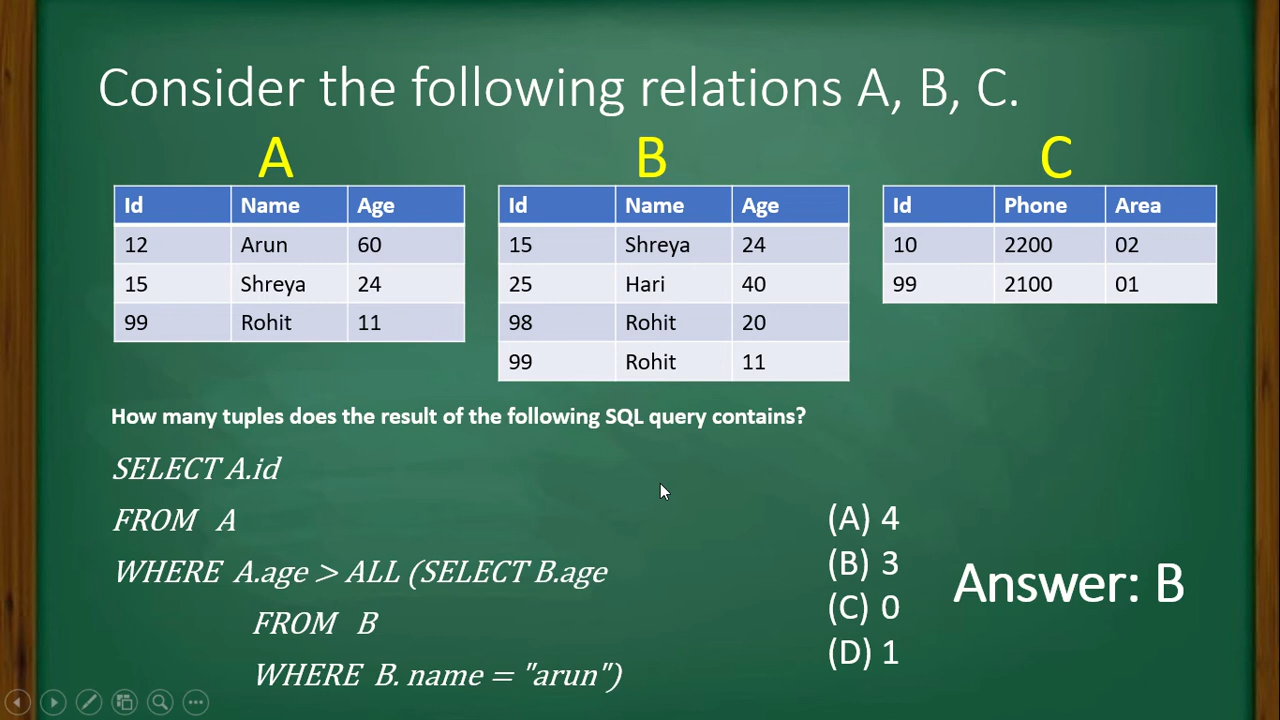 Consider the following relations A, B, C.
A
B
C
Id Name Age
12 Arun 60
15 Shreya 24
99 Rohit 11
Id Name Age
15 Shreya 24
25 Hari 40
98 Rohit 20
99 Rohit 11
Id Phone Area
10 2200 02
99 2100 01
How many tuples does the result of the following SQL query contains?
SELECT A.id
FROM A
WHERE A.age > ALL (SELECT B.age
FROM B
WHERE B. name = "arun")
(A) 4
(B) 3
(C) 0
(D) 1
Answer: B